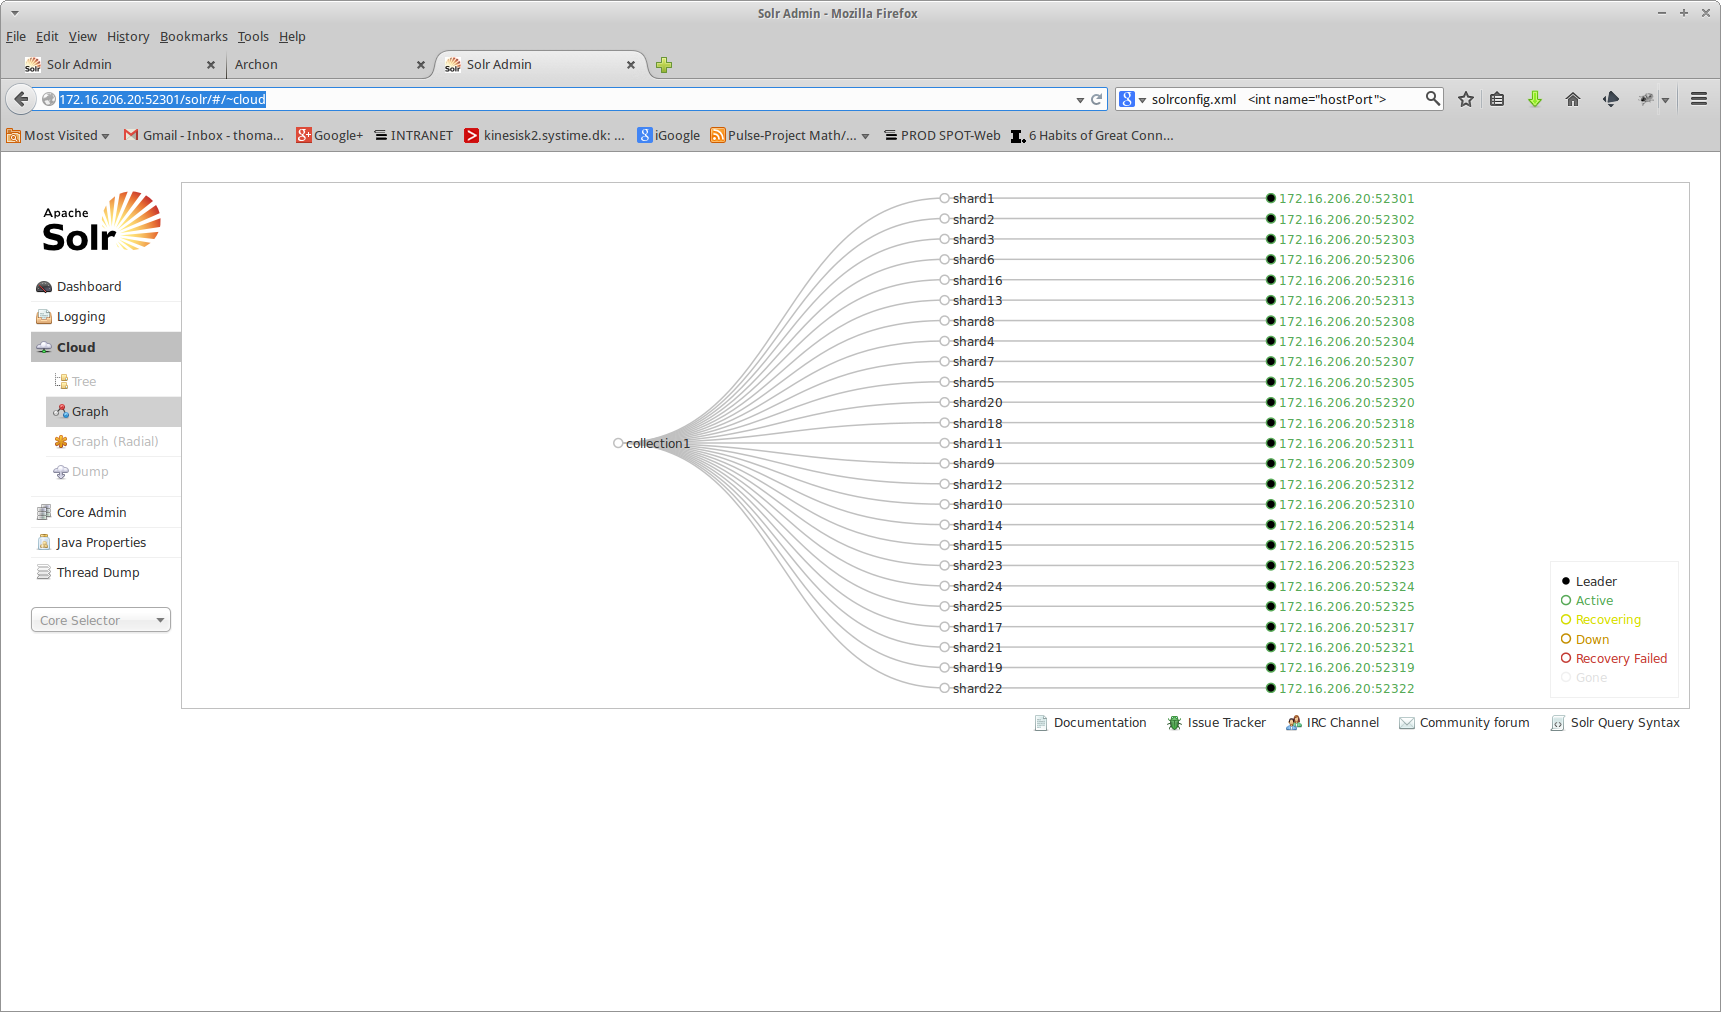 Solr Admin - Mozilla Firefox
File Edit View History Bookmarks Tools Help
Solr Admin Archon Solr Admin
172.16.206.20:52301/solr/#/~cloud
solrconfig.xml <int name="hostPort">
Most Visited Gmail - Inbox - thoma... Google+ INTRANET kinesisk2.systime.dk: ... iGoogle Pulse-Project Math/... PROD SPOT-Web 6 Habits of Great Conn...
Apache
Solr
Dashboard
Logging
Cloud
Tree
Graph
Graph (Radial)
Dump
Core Admin
Java Properties
Thread Dump
Core Selector
collection1
shard1 172.16.206.20:52301
shard2 172.16.206.20:52302
shard3 172.16.206.20:52303
shard6 172.16.206.20:52306
shard16 172.16.206.20:52316
shard13 172.16.206.20:52313
shard8 172.16.206.20:52308
shard4 172.16.206.20:52304
shard7 172.16.206.20:52307
shard5 172.16.206.20:52305
shard20 172.16.206.20:52320
shard18 172.16.206.20:52318
shard11 172.16.206.20:52311
shard9 172.16.206.20:52309
shard12 172.16.206.20:52312
shard10 172.16.206.20:52310
shard14 172.16.206.20:52314
shard15 172.16.206.20:52315
shard23 172.16.206.20:52323
shard24 172.16.206.20:52324
shard25 172.16.206.20:52325
shard17 172.16.206.20:52317
shard21 172.16.206.20:52321
shard19 172.16.206.20:52319
shard22 172.16.206.20:52322
Leader
Active
Recovering
Down
Recovery Failed
Gone
Documentation Issue Tracker IRC Channel Community forum Solr Query Syntax